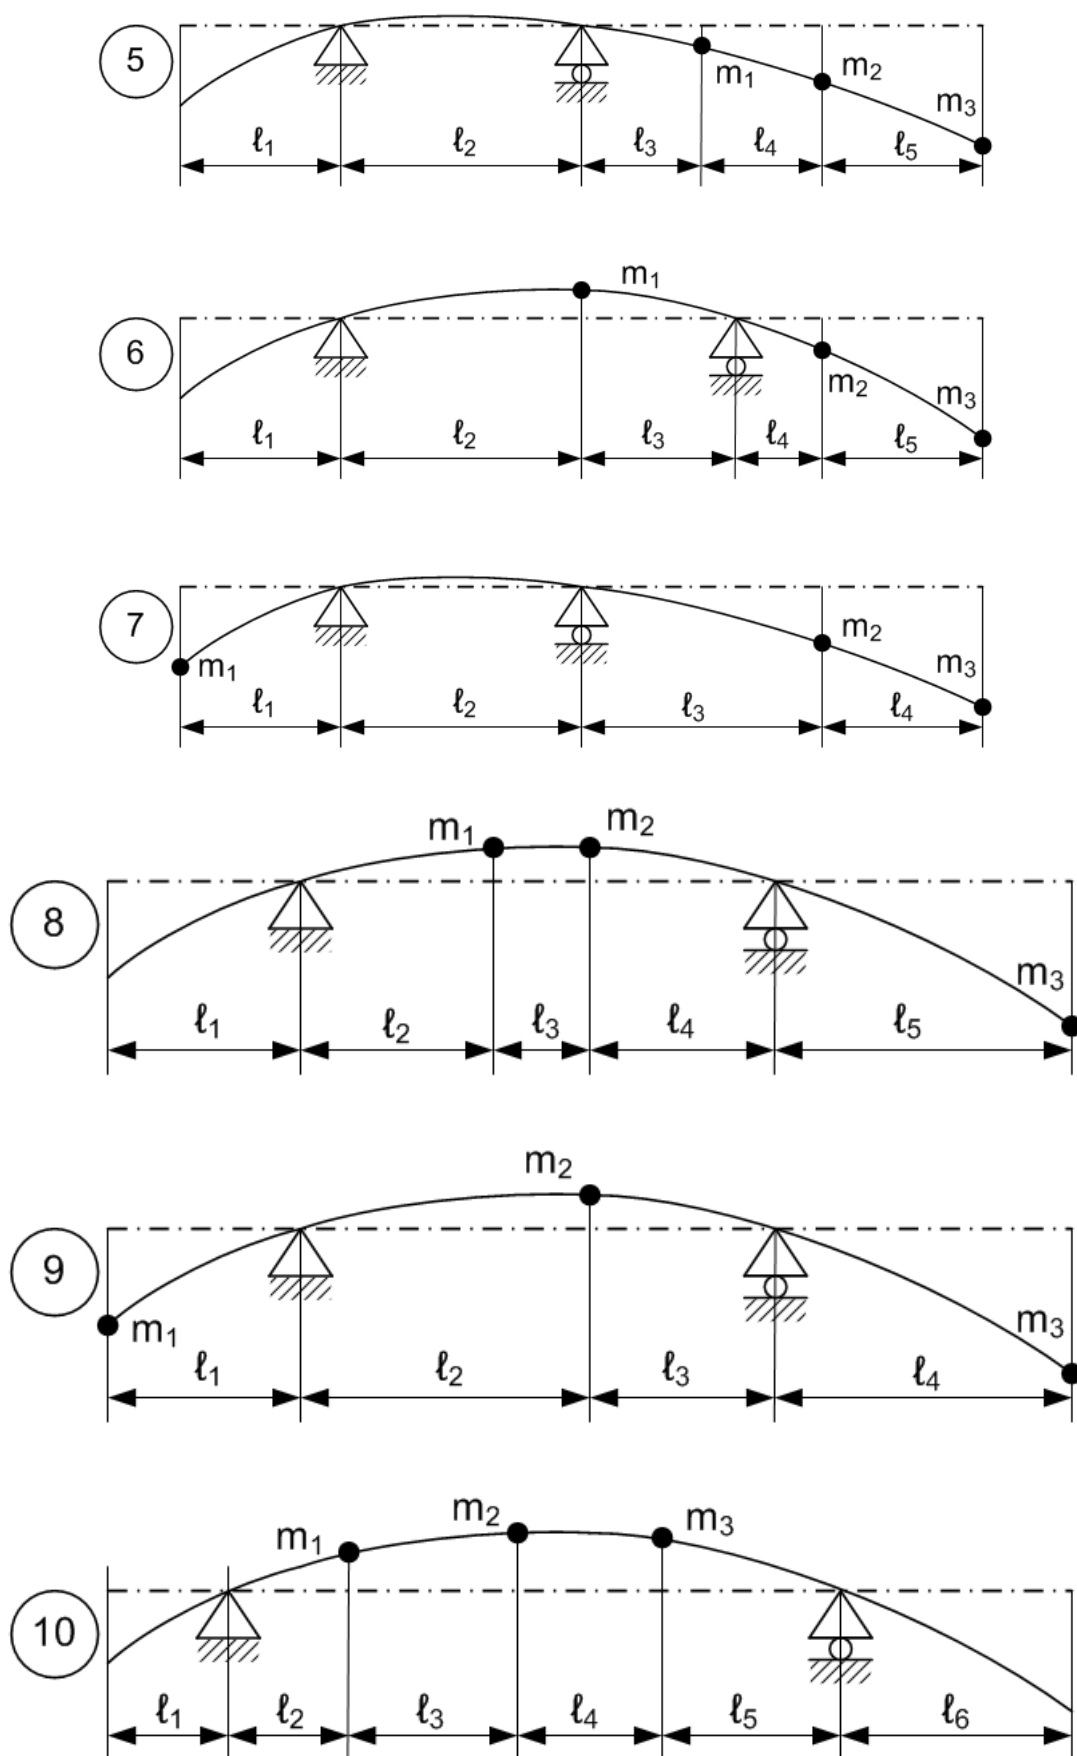 5
m₁
m₂
m₃
ℓ₁ ℓ₂ ℓ₃ ℓ₄ ℓ₅
m₁
6
m₂
m₃
ℓ₁ ℓ₂ ℓ₃ ℓ₄ ℓ₅
7
m₁
m₂
m₃
ℓ₁ ℓ₂ ℓ₃ ℓ₄
m₁ m₂
8
m₃
ℓ₁ ℓ₂ ℓ₃ ℓ₄ ℓ₅
m₂
9
m₁
m₃
ℓ₁ ℓ₂ ℓ₃ ℓ₄
m₁ m₂ m₃
10
ℓ₁ ℓ₂ ℓ₃ ℓ₄ ℓ₅ ℓ₆